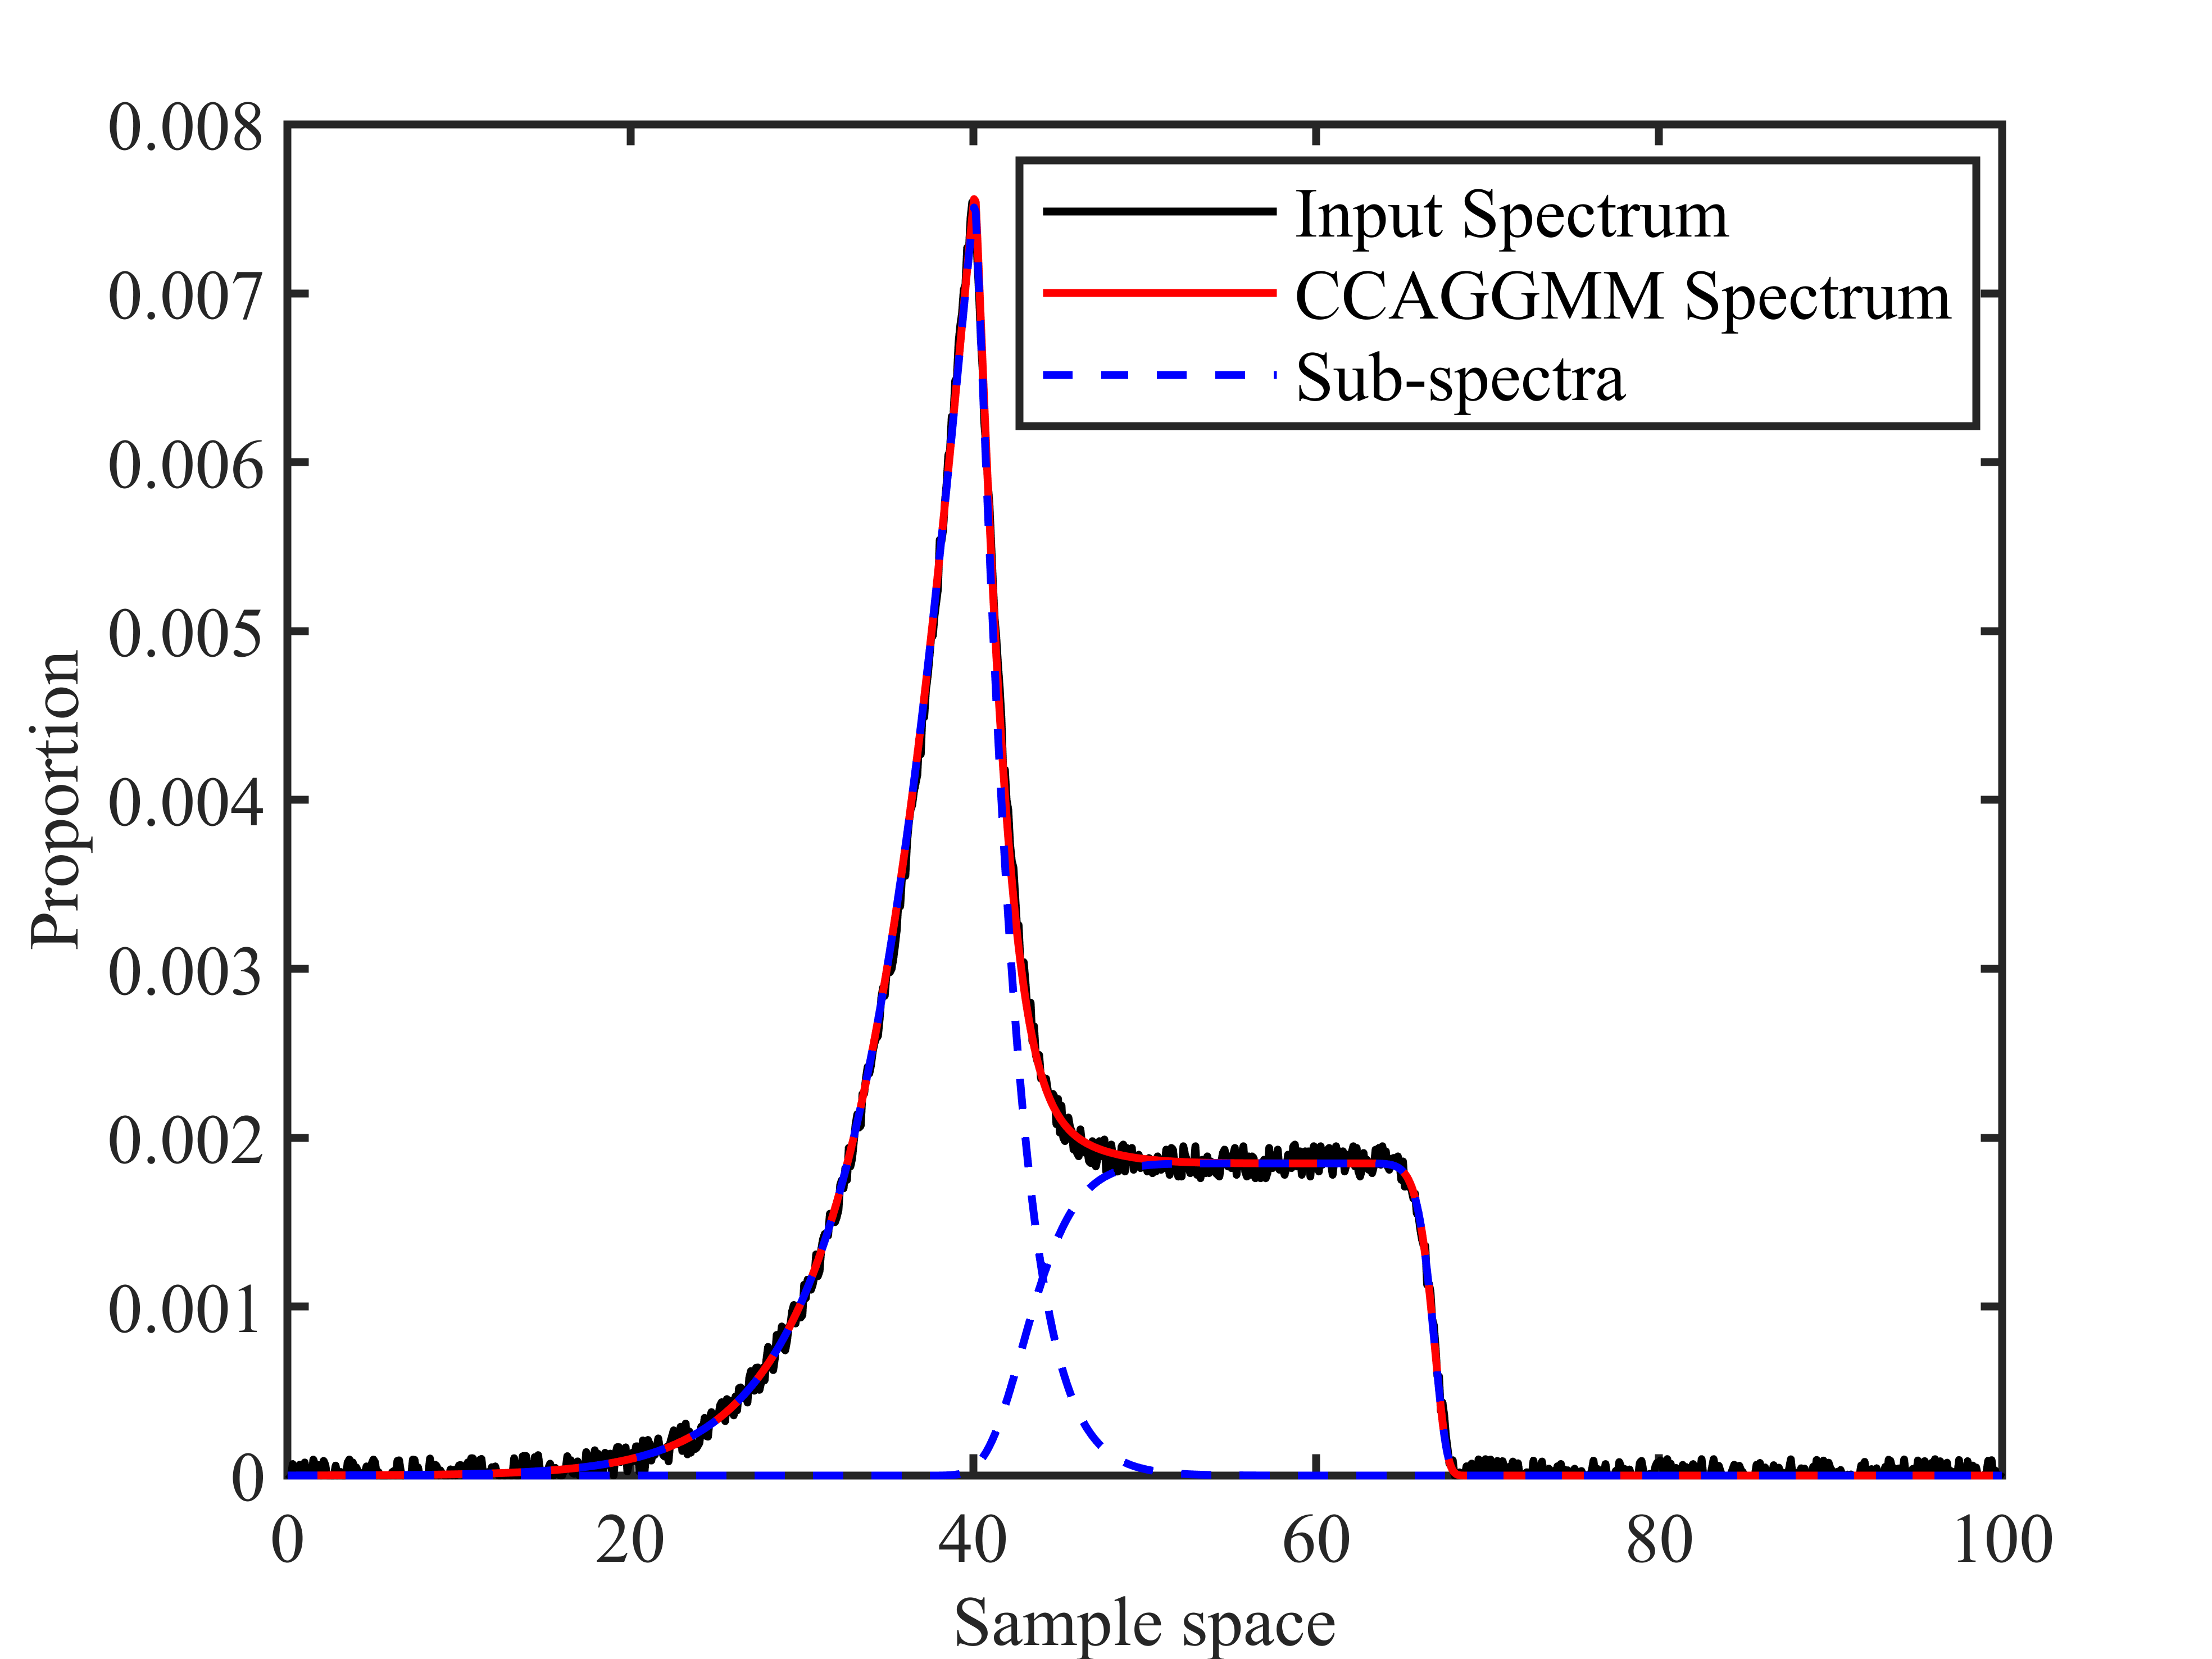 0.008
0.007
0.006
0.005
0.004
0.003
0.002
0.001
0
Proportion
Input Spectrum
CCAGGMM Spectrum
Sub-spectra
0 20 40 60 80 100
Sample space